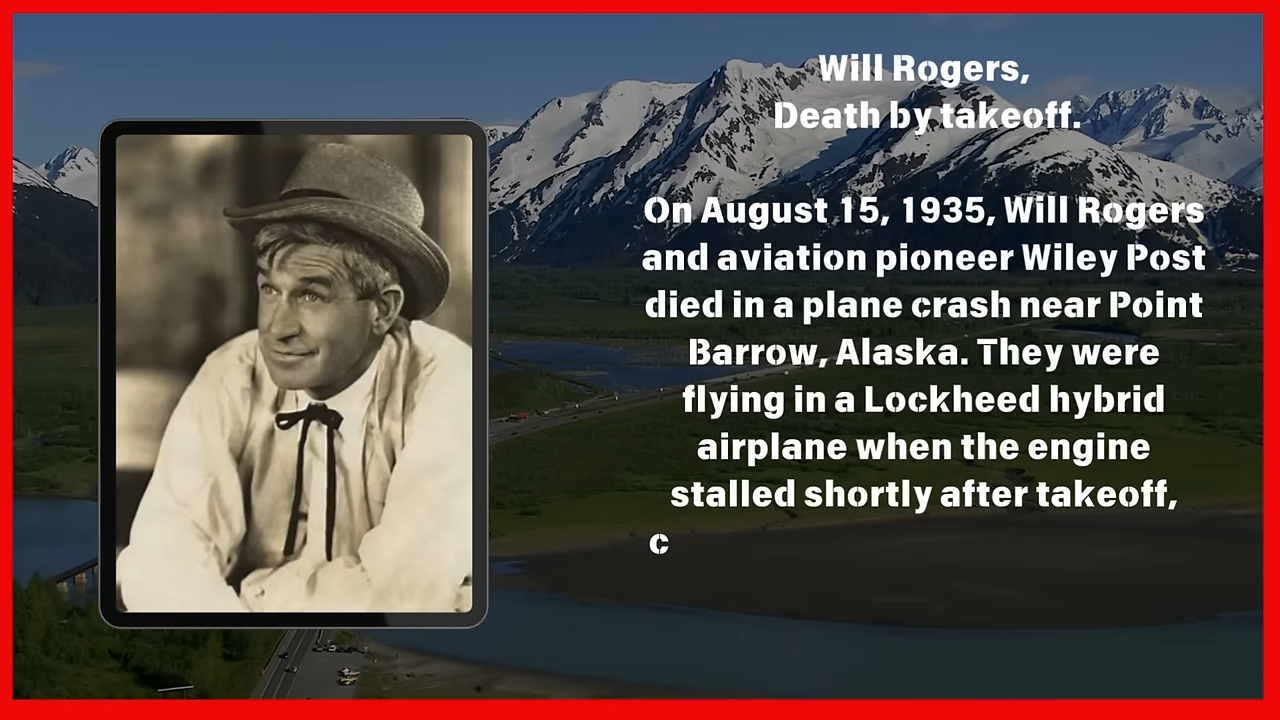 Will Rogers,
Death by takeoff.
On August 15, 1935, Will Rogers
and aviation pioneer Wiley Post
died in a plane crash near Point
Barrow, Alaska. They were
flying in a Lockheed hybrid
airplane when the engine
stalled shortly after takeoff,
c